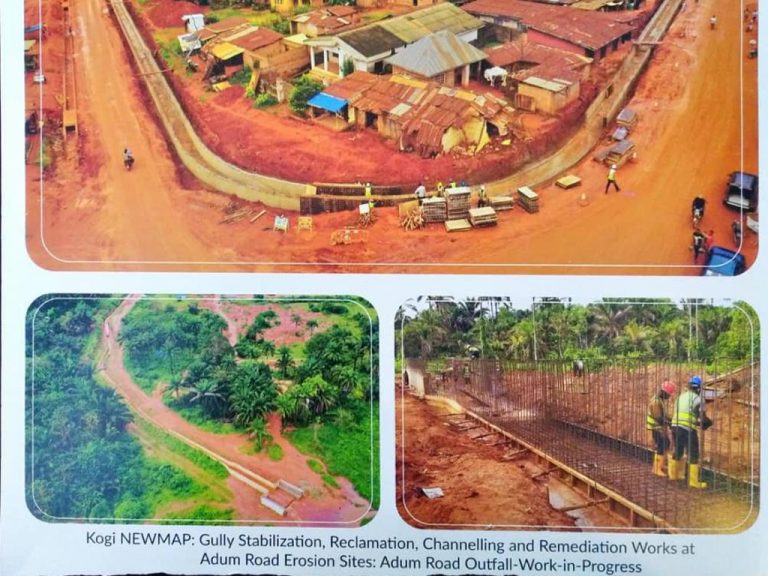 Kogi NEWMAP: Gully Stabilization, Reclamation, Channelling and Remediation Works at
Adum Road Erosion Sites: Adum Road Outfall-Work-in-Progress